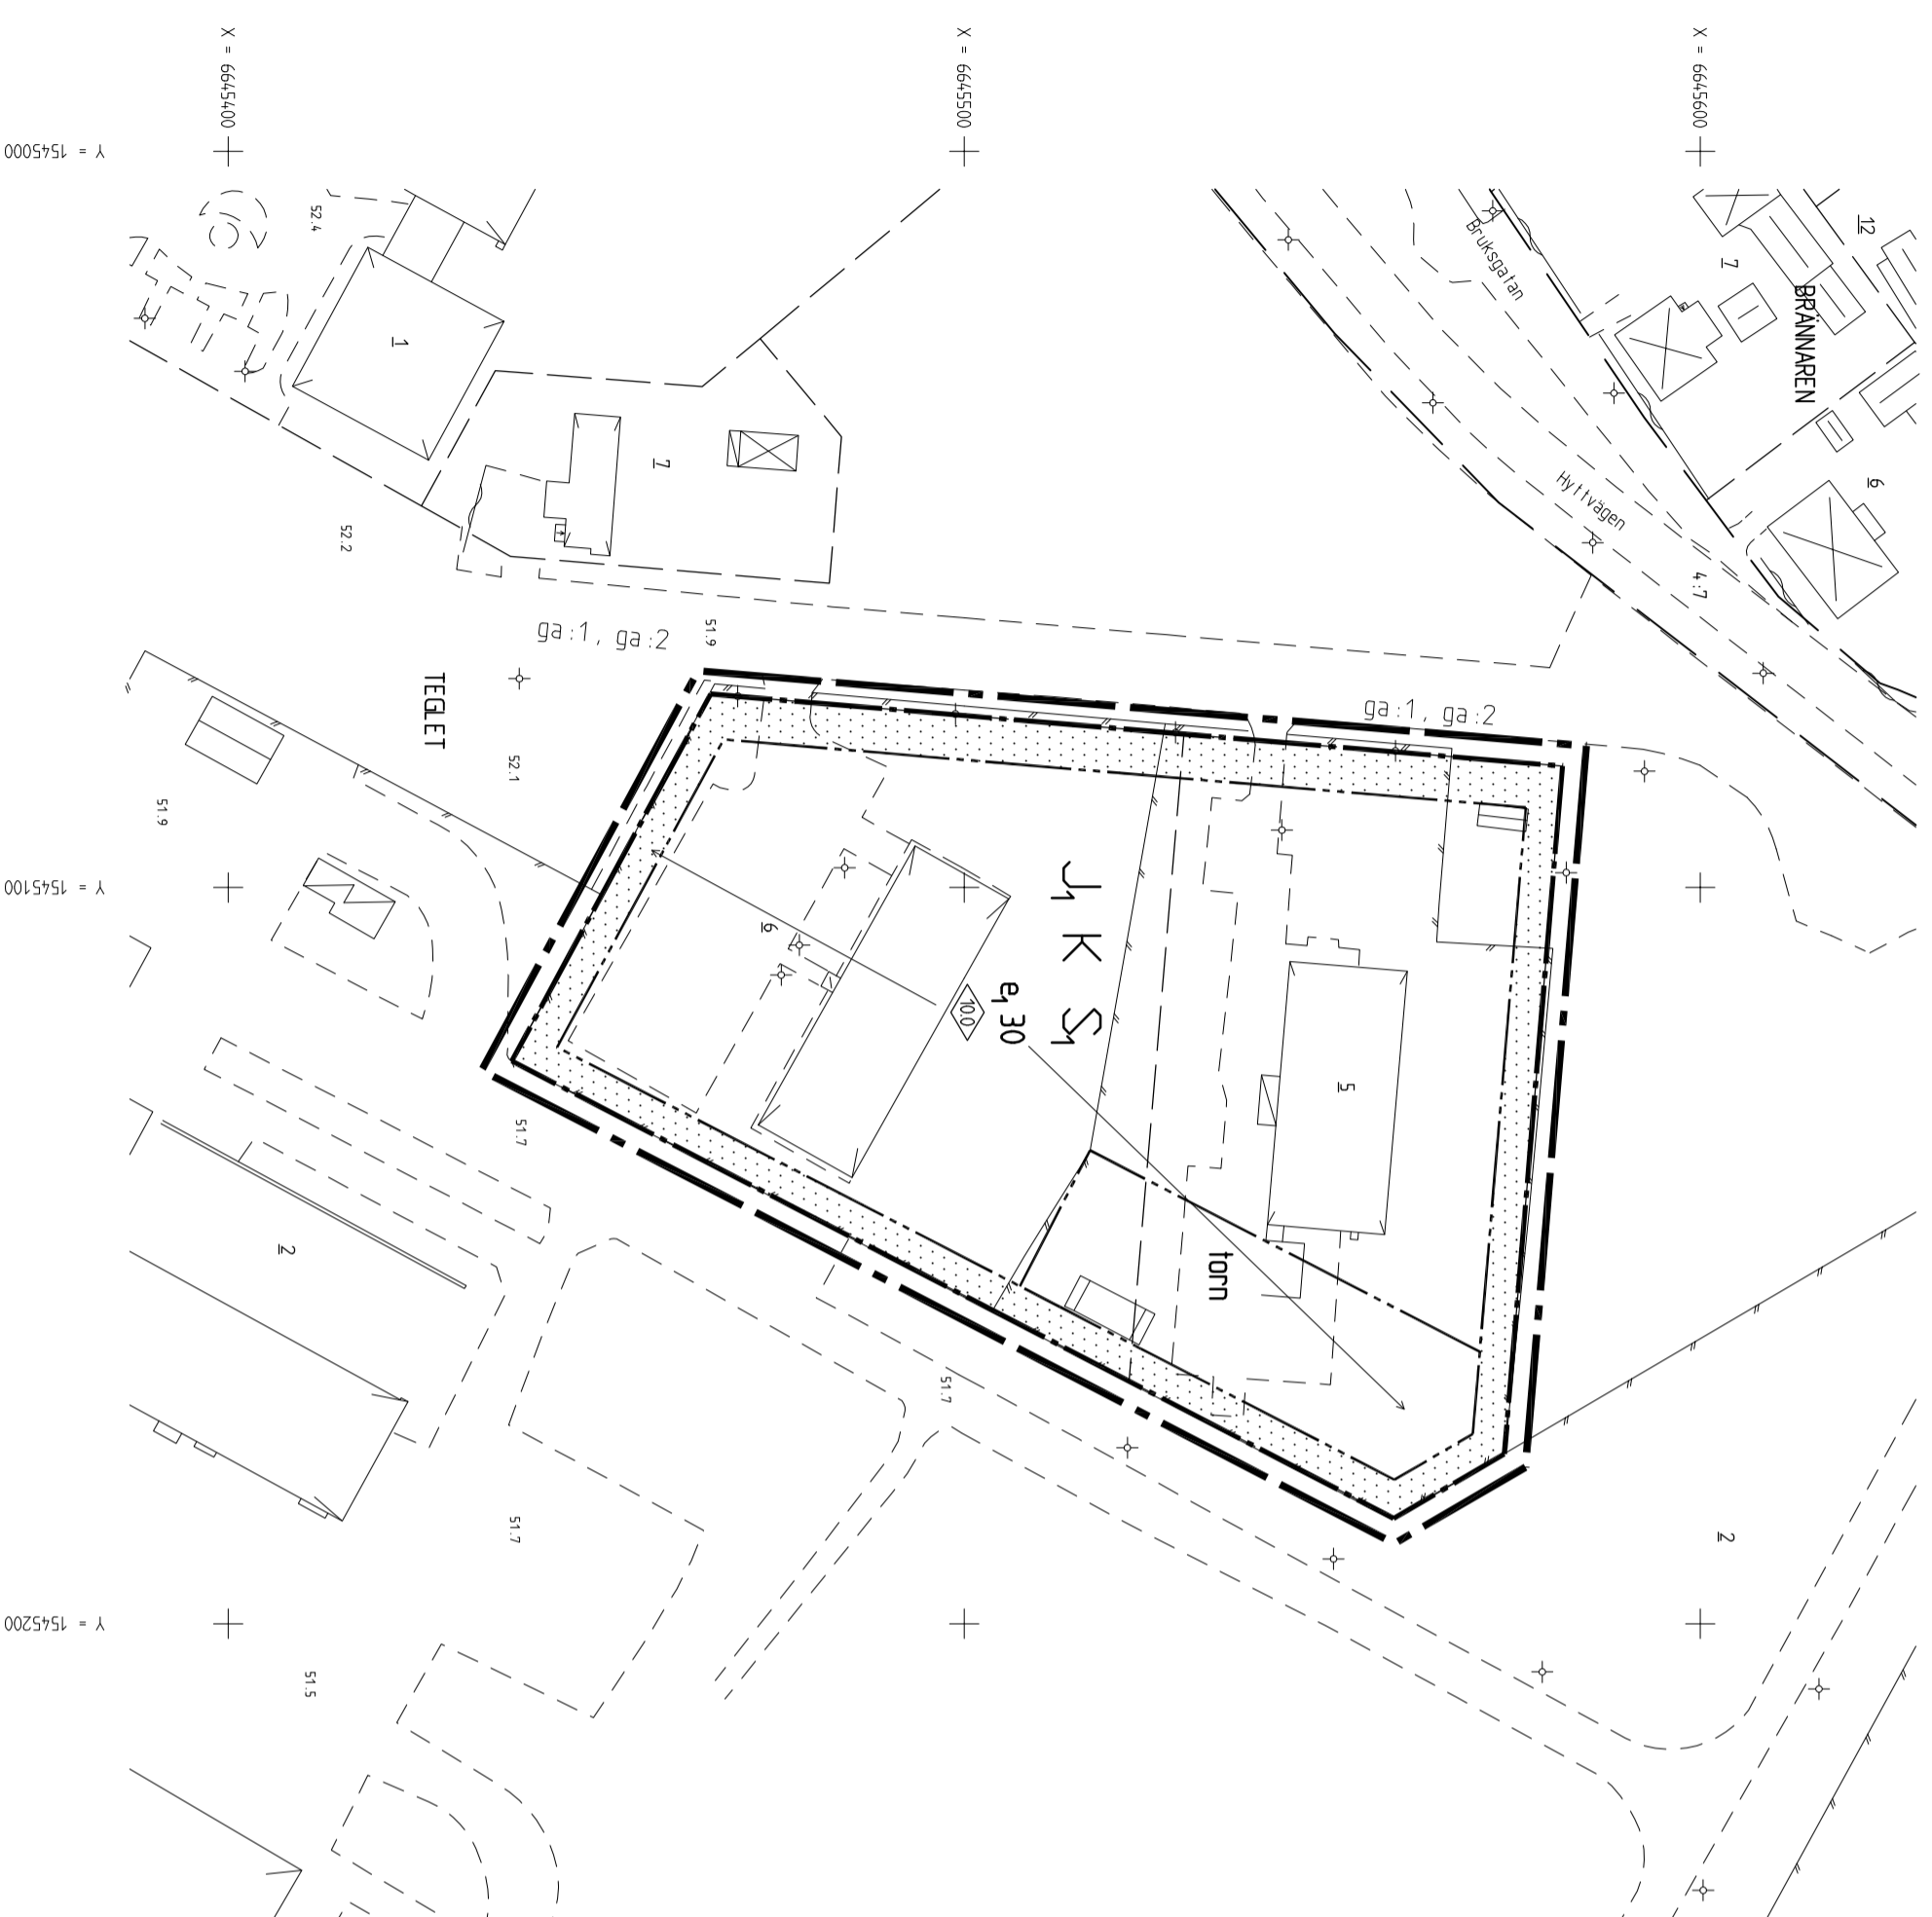 X = 6645400
X = 6645500
X = 6645600
Y = 1545000
52.4
12
7
Bruksgatan
BRÄNNAREN
1
7
6
Hyttvägen
52.2
4:7
ga:1, ga:2
51.9
TEGLET
ga:1, ga:2
52.1
51.9
Y = 1545100
J1 K S1
6
10.0
e1 30
5
51.7
2
torn
51.7
51.7
2
Y = 1545200
51.5